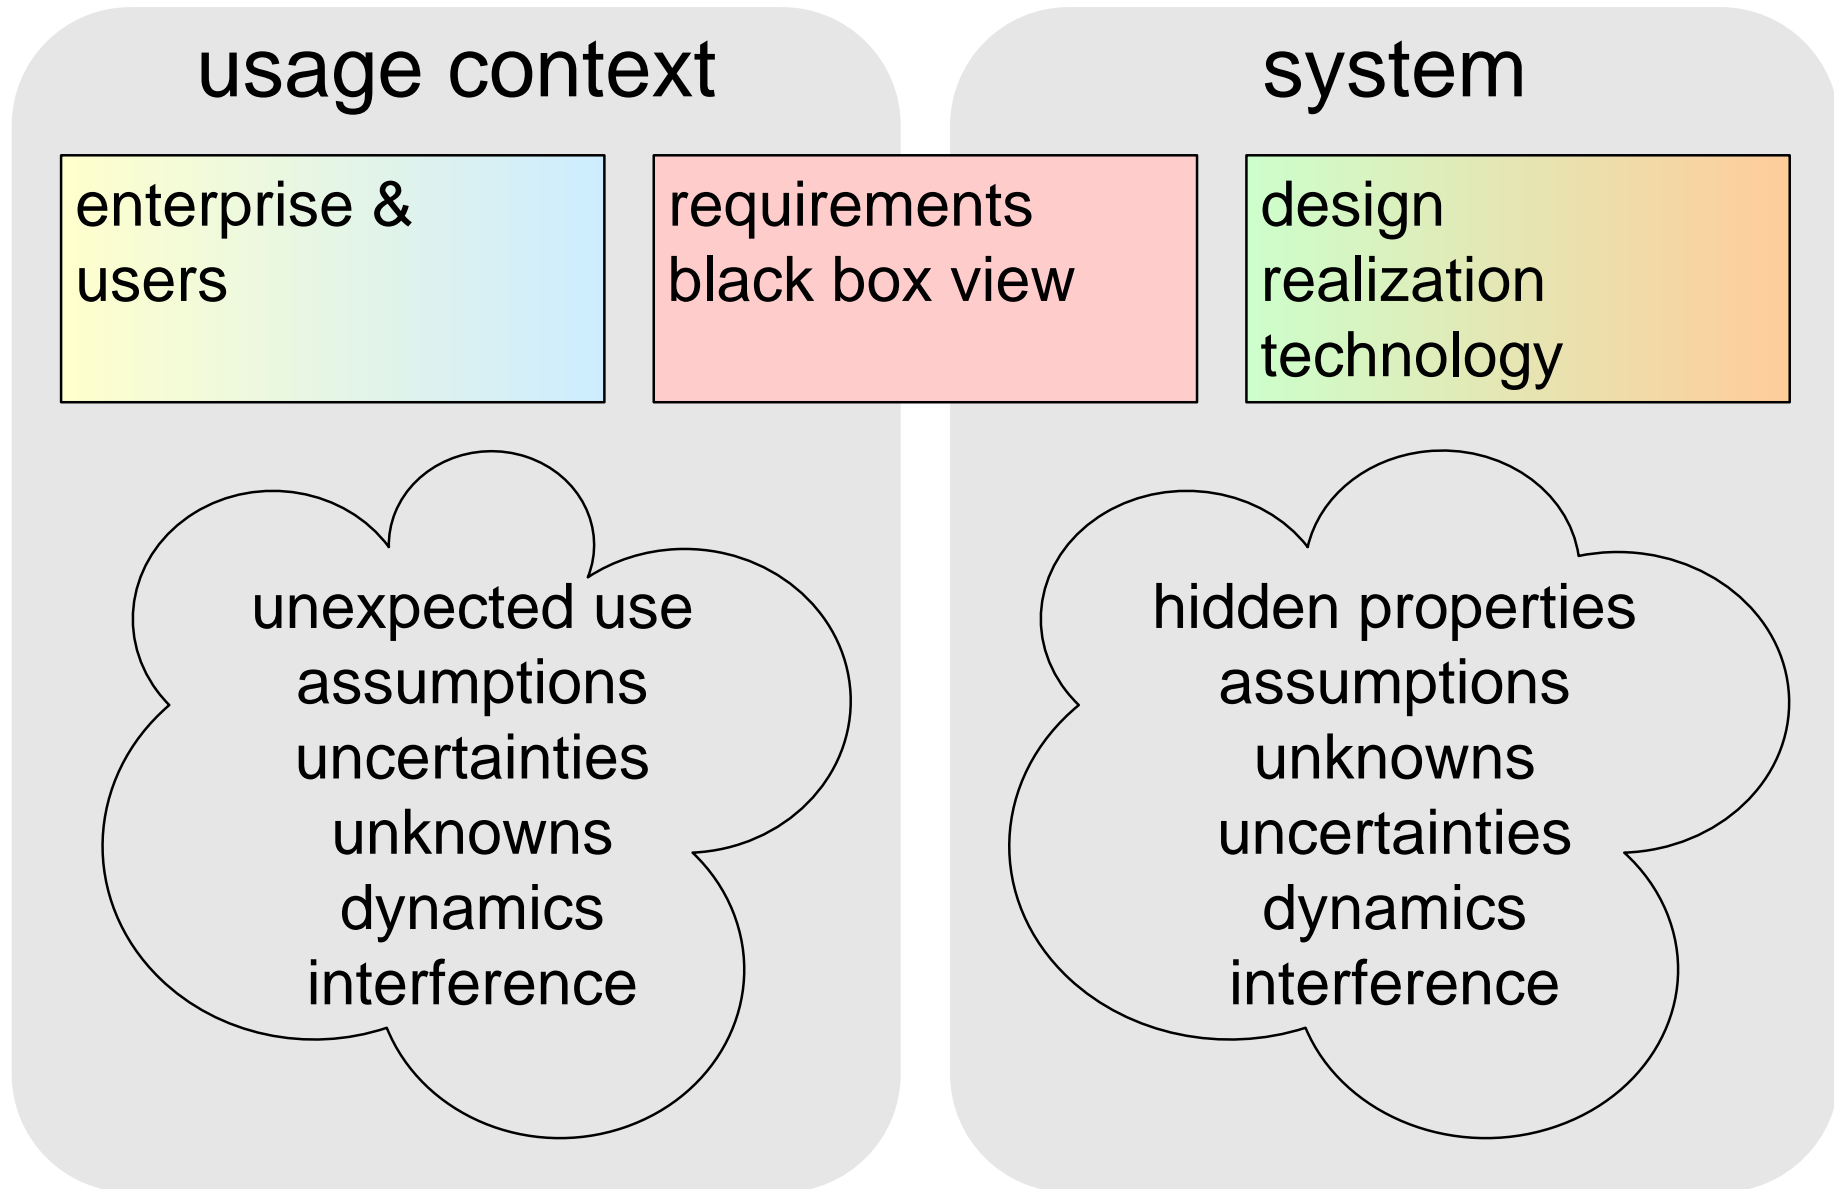 usage context
system
enterprise &
users
requirements
black box view
design
realization
technology
unexpected use
assumptions
uncertainties
unknowns
dynamics
interference
hidden properties
assumptions
unknowns
uncertainties
dynamics
interference